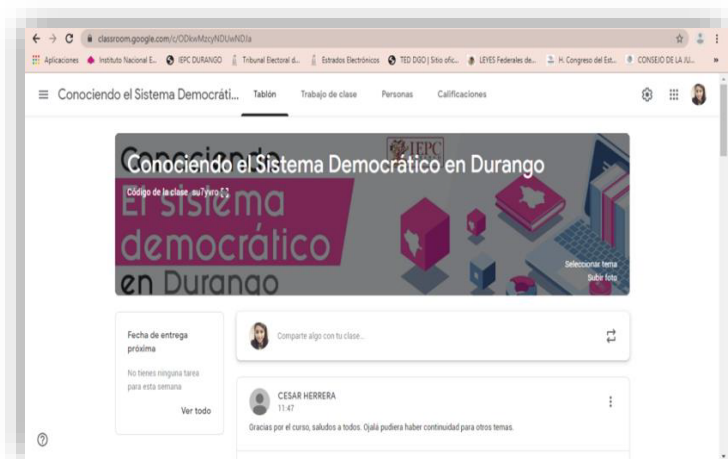 classroom.google.com/c/ODkwMzcyNDUwNDJa
Aplicaciones Instituto Nacional E... IEPC DURANGO Tribunal Electoral d... Estrados Electrónicos TED DGO | Sitio ofic... LEYES Federales de... H. Congreso del Est... CONSEJO DE LA JU...
Conociendo el Sistema Democráti... Tablón Trabajo de clase Personas Calificaciones
IEPC
Conociendo
Conociendo el Sistema Democrático en Durango
Código de la clase su7yvro
El sistema
democrático
en Durango
Seleccionar tema
Subir foto
Fecha de entrega
próxima
No tienes ninguna tarea
para esta semana
Ver todo
Comparte algo con tu clase...
CESAR HERRERA
11:47
Gracias por el curso, saludos a todos. Ojalá pudiera haber continuidad para otros temas.